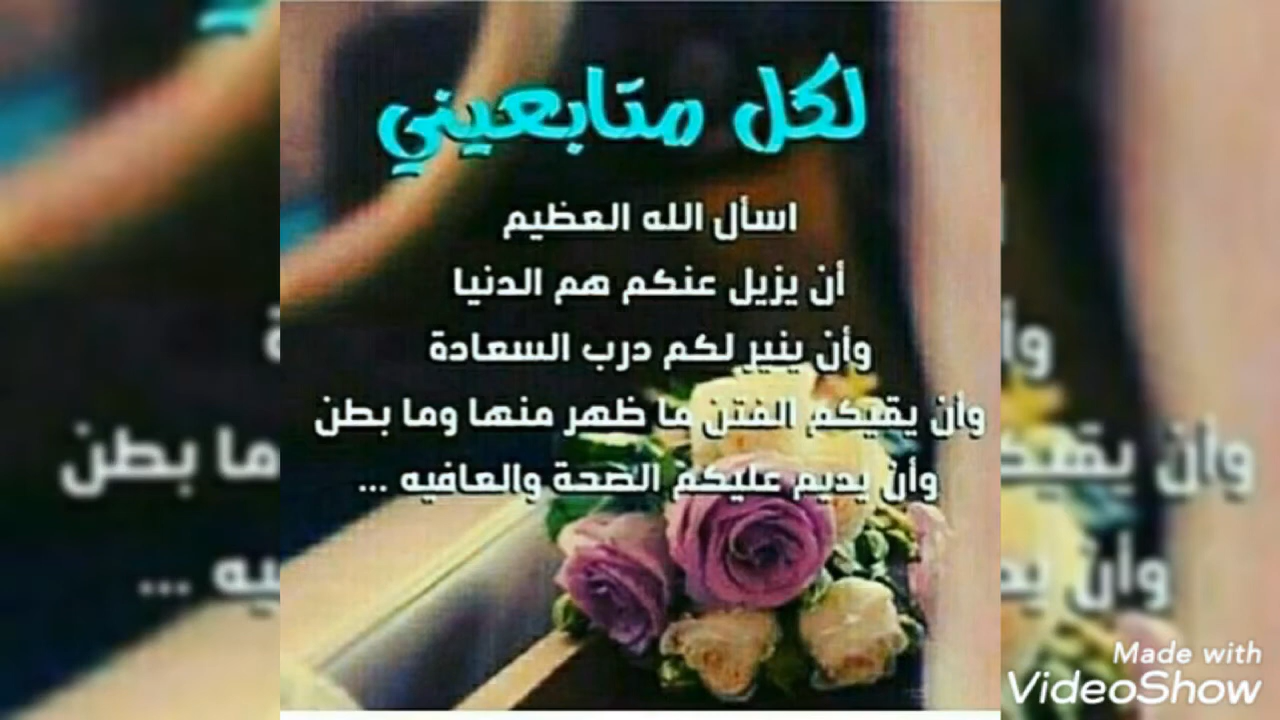 لكل متابعيني
اسأل الله العظيم
أن يزيل عنكم هم الدنيا
وأن ينير لكم درب السعادة
وأن يقيكم الفتن ما ظهر منها وما بطن
وأن يديم عليكم الصحة والعافيه ...
Made with
VideoShow